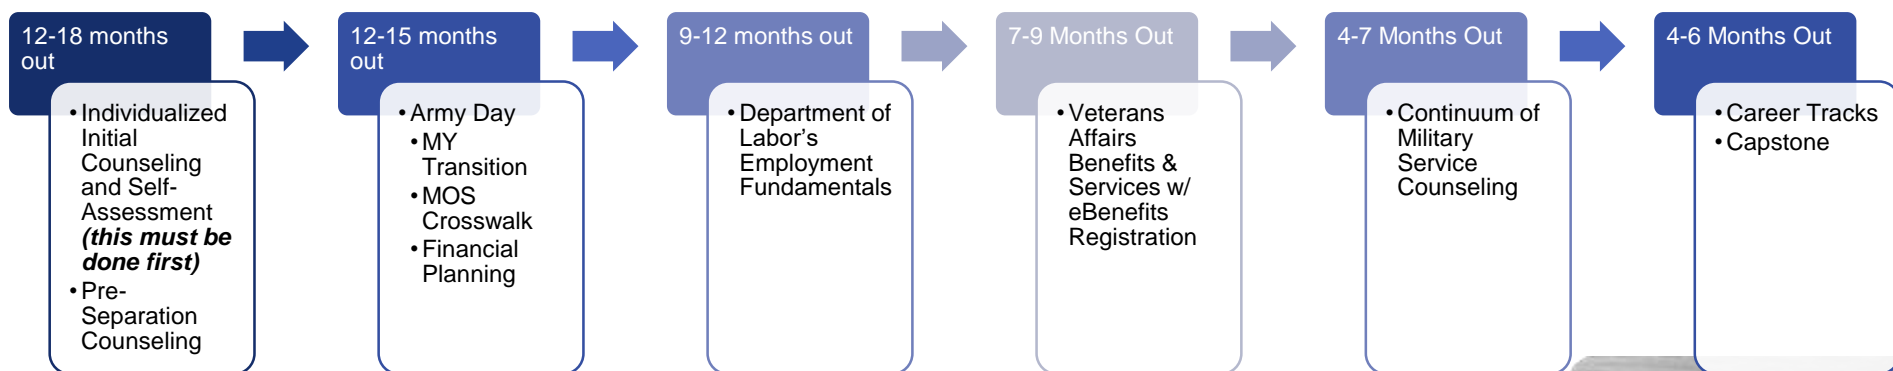 12-18 months
out
• Individualized
Initial
Counseling
and Self-
Assessment
(this must be
done first)
• Pre-
Separation
Counseling
12-15 months
out
• Army Day
• MY
Transition
• MOS
Crosswalk
• Financial
Planning
9-12 months out
• Department of
Labor's
Employment
Fundamentals
7-9 Months Out
• Veterans
Affairs
Benefits &
Services w/
eBenefits
Registration
4-7 Months Out
• Continuum of
Military
Service
Counseling
4-6 Months Out
• Career Tracks
• Capstone